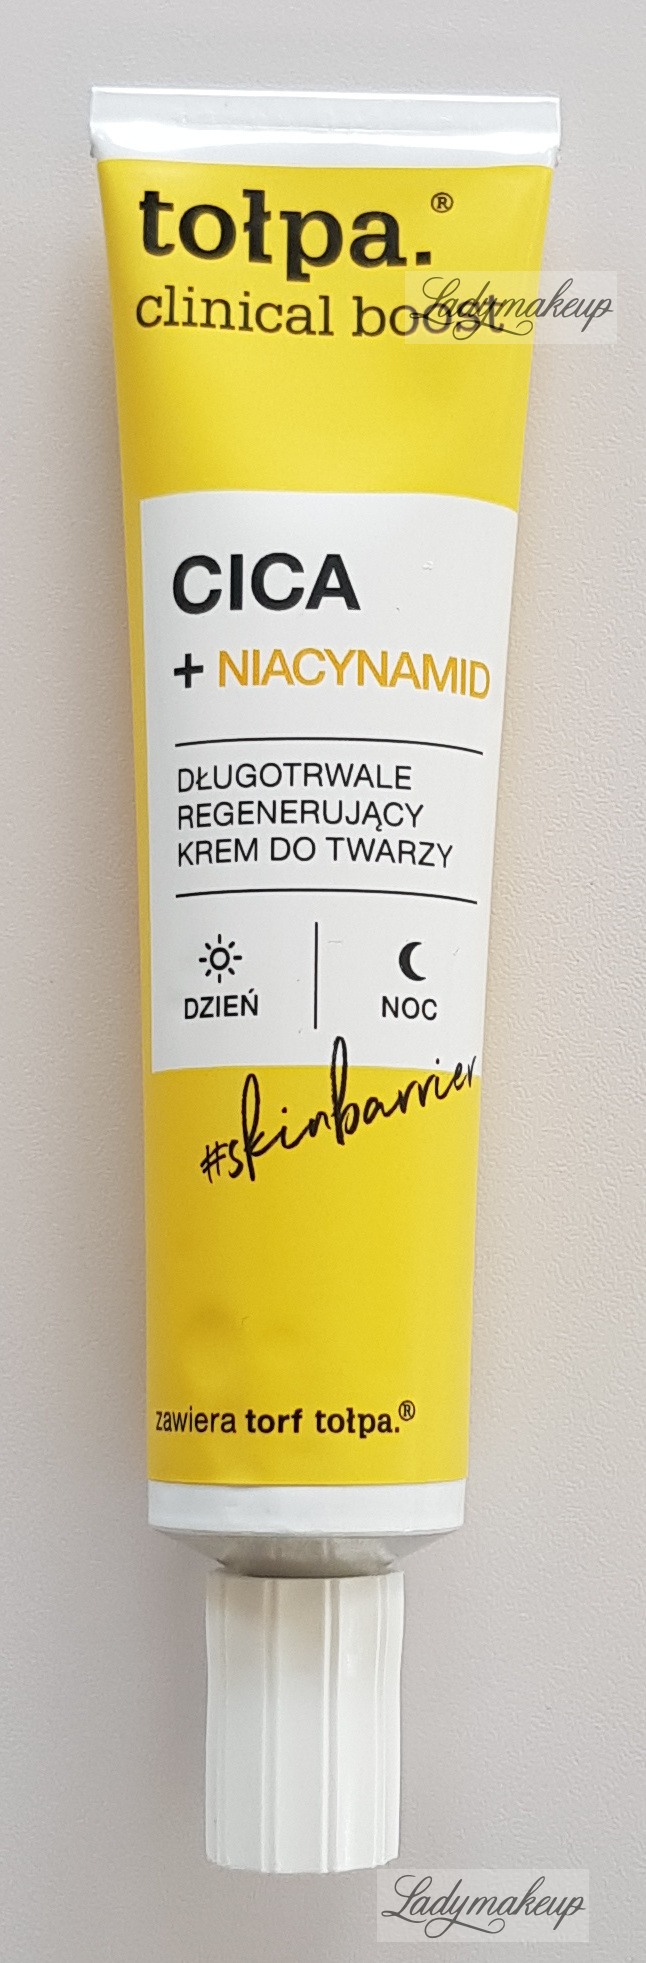 tołpa.®
clinical boost
Ladymakeup
CICA
+ NIACYNAMID
DŁUGOTRWALE
REGENERUJĄCY
KREM DO TWARZY
DZIEŃ
NOC
#skinbarrier
zawiera torf tołpa.®
Ladymakeup